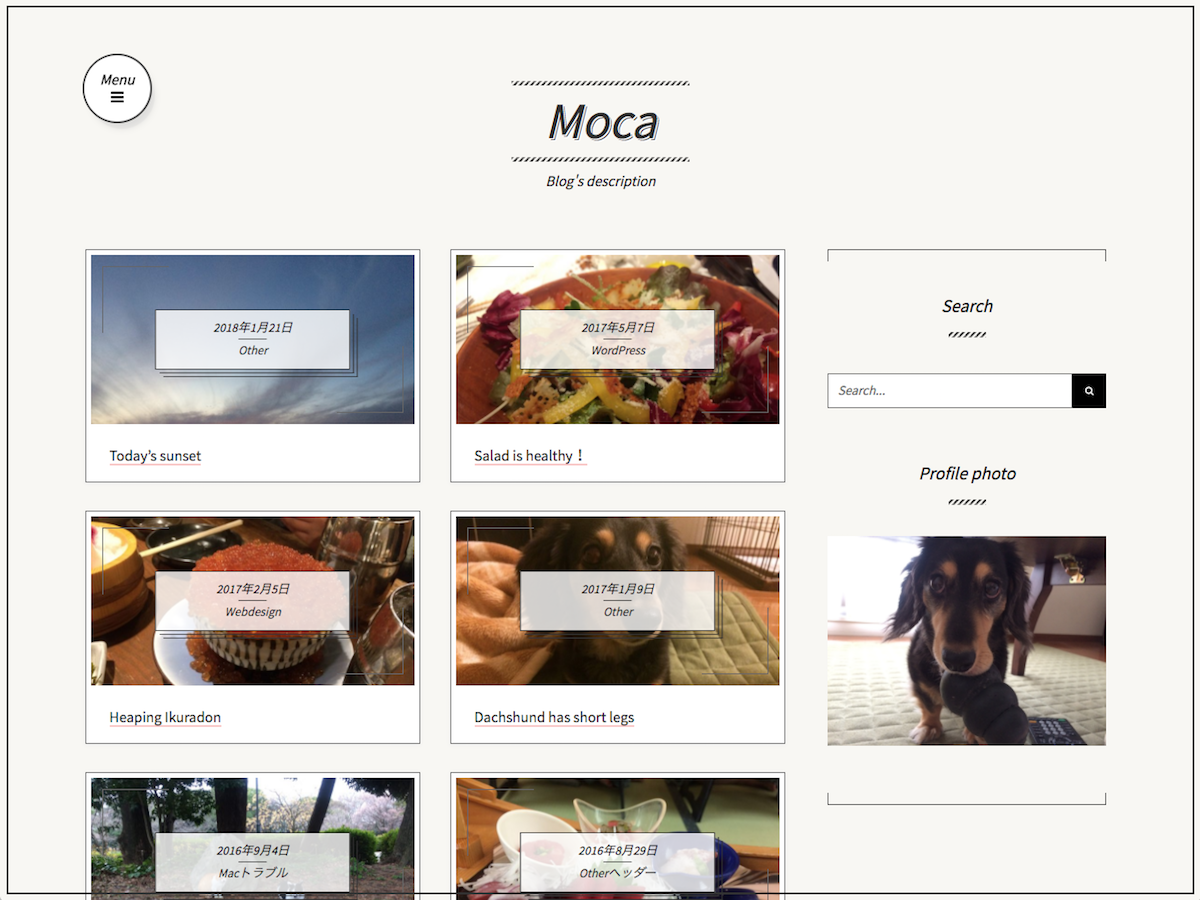 Menu
Moca
Blog's description
2018年1月21日
Other
Today's sunset
2017年5月7日
WordPress
Salad is healthy！
2017年2月5日
Webdesign
Heaping Ikuradon
2017年1月9日
Other
Dachshund has short legs
2016年9月4日
Macトラブル
2016年8月29日
Otherヘッダー
Search
Search...
Profile photo